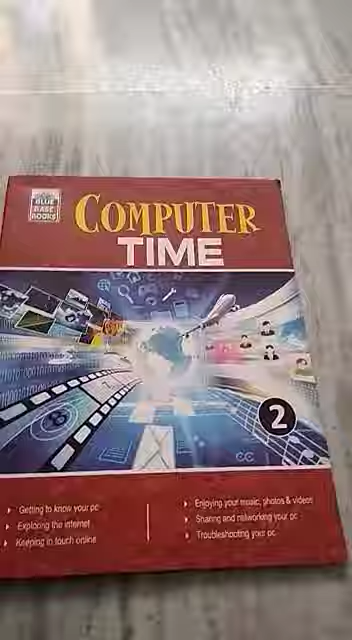 BLUE
BASE
BOOKS
COMPUTER
TIME
2
Getting to know your pc
Exploring the internet
Keeping in touch online
Enjoying your music, photos & videos
Sharing and networking your pc
Troubleshooting your pc